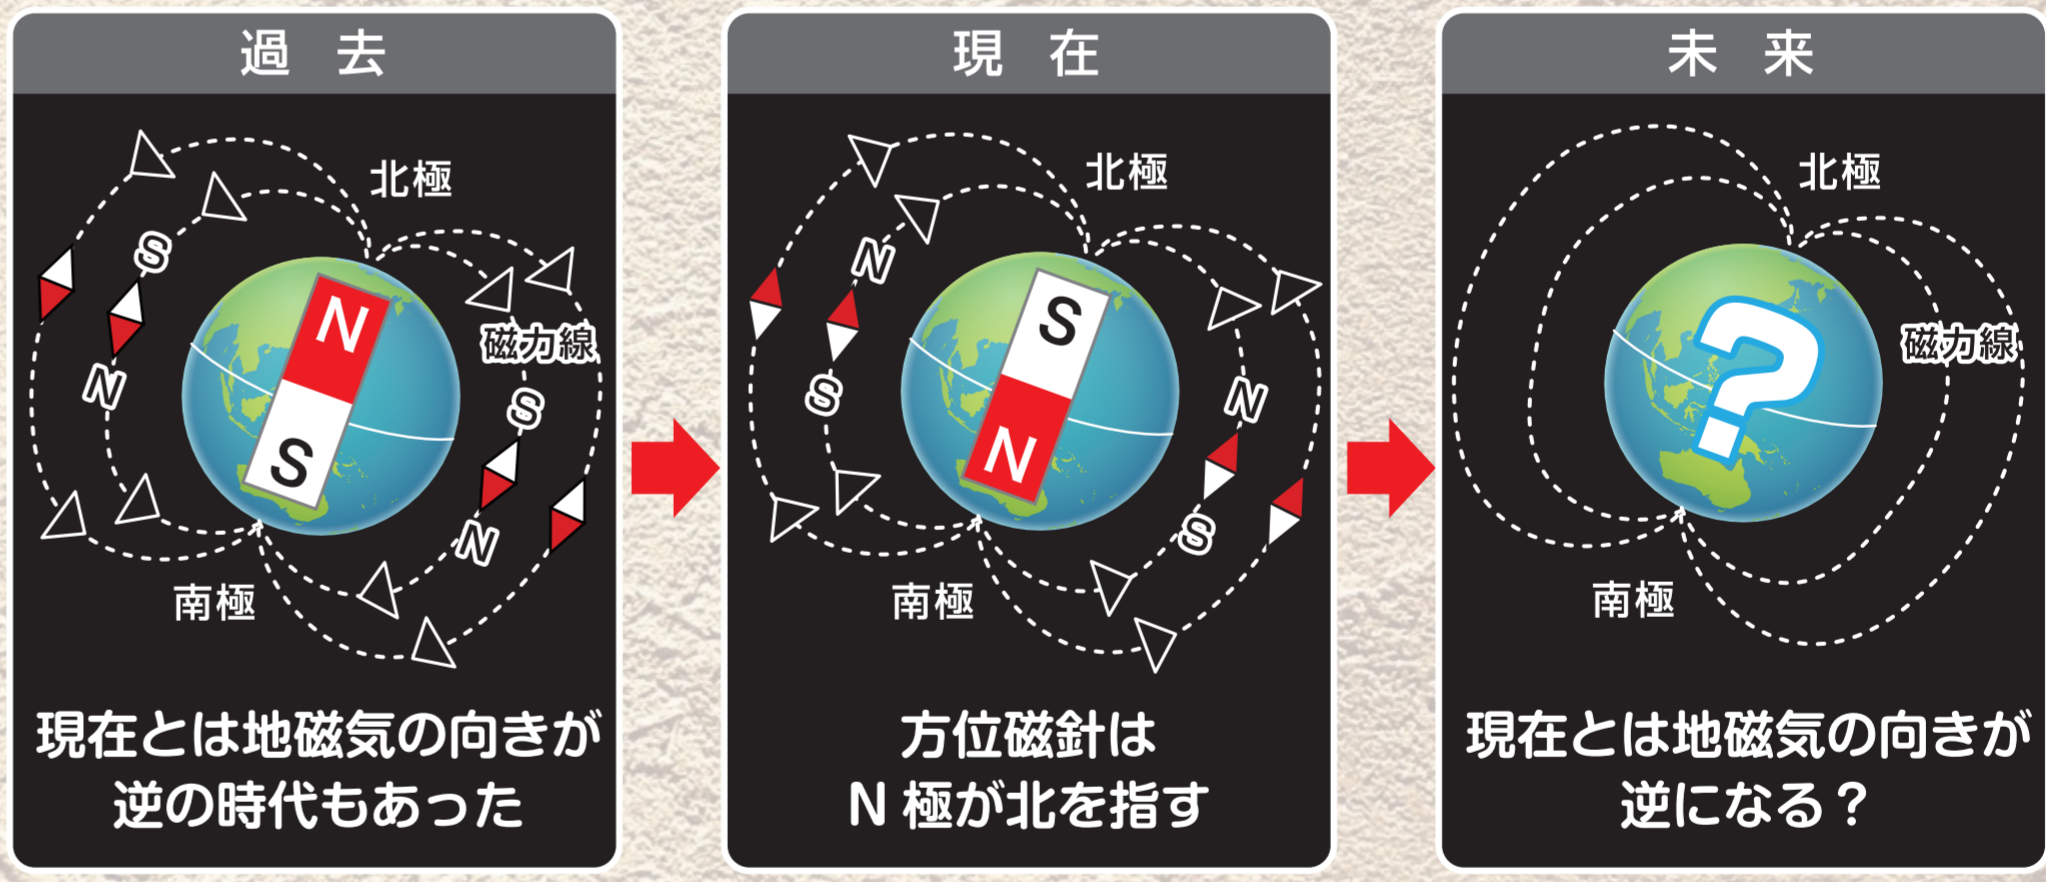 過 去
北極
S
N
N
S
磁力線
S
N
南極
現在とは地磁気の向きが
逆の時代もあった
現 在
北極
N
S
S
N
N
S
南極
方位磁針は
N 極が北を指す
未 来
北極
?
磁力線
南極
現在とは地磁気の向きが
逆になる？